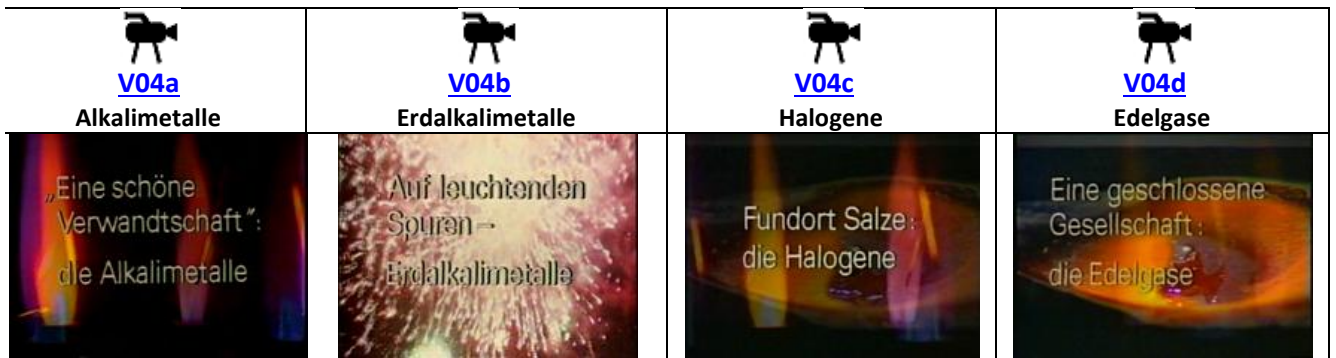 V04a
Alkalimetalle
V04b
Erdalkalimetalle
V04c
Halogene
V04d
Edelgase
„Eine schöne
Verwandtschaft“:
die Alkalimetalle
Auf leuchtenden
Spuren –
Erdalkalimetalle
Fundort Salze:
die Halogene
Eine geschlossene
Gesellschaft:
die Edelgase